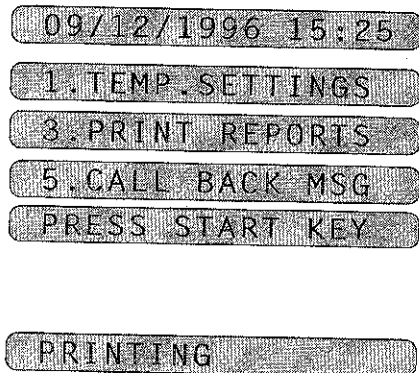 09/12/1996 15:25
1.TEMP.SETTINGS
3.PRINT REPORTS
5.CALL BACK MSG
PRESS START KEY
PRINTING